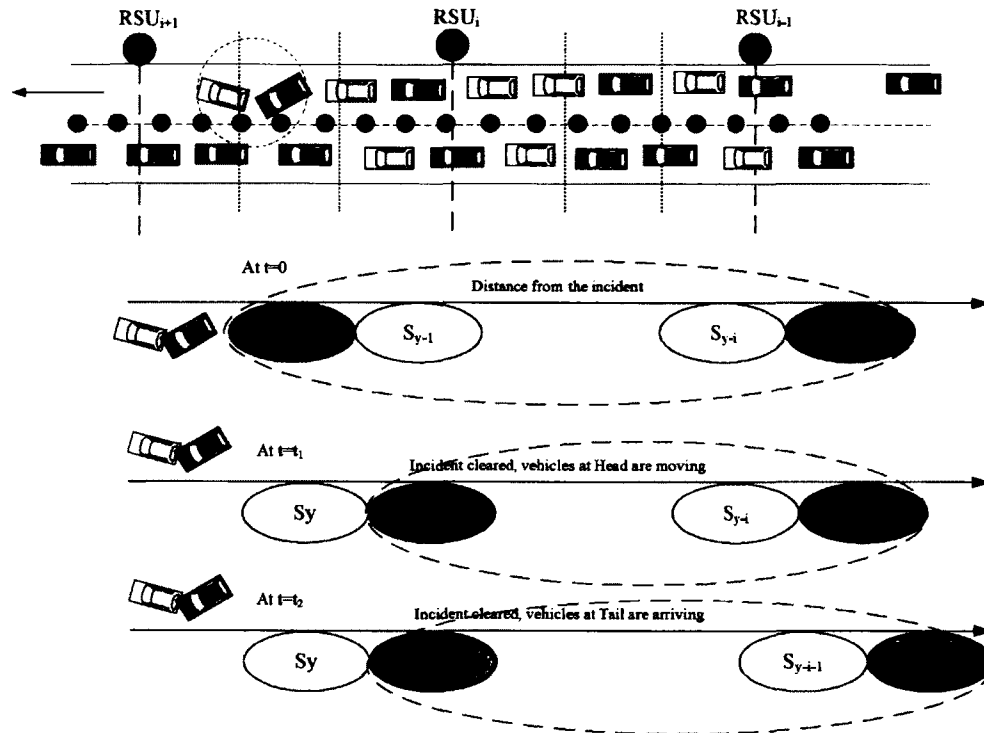 RSUi+1 RSUi RSUi-1
At t=0
Distance from the incident
Sy-1 Sy-i
At t=t1
Incident cleared, vehicles at Head are moving
Sy Sy-i
At t=t2
Incident cleared, vehicles at Tail are arriving
Sy Sy-i-1